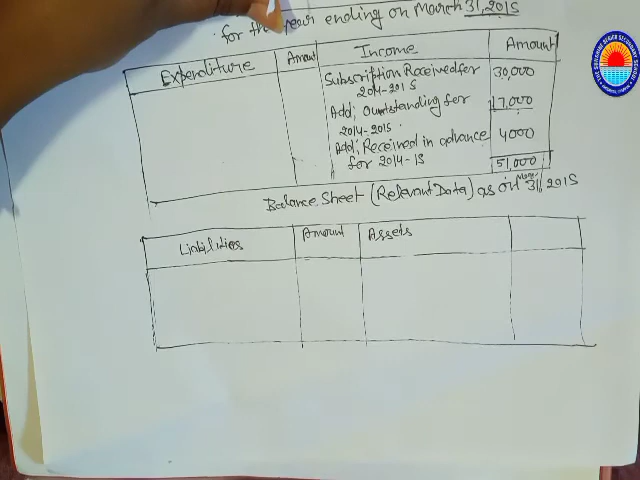 for the year ending on March 31, 2015
Expenditure Amount Income Amount
Subscription Received for 30,000
2014-2015
Add; Outstanding for 17,000
2014-2015.
Add; Received in advance 4000
for 2014-15 51,000
Balance Sheet (Relevant Data) as on March 31, 2015
Liabilities Amount Assets